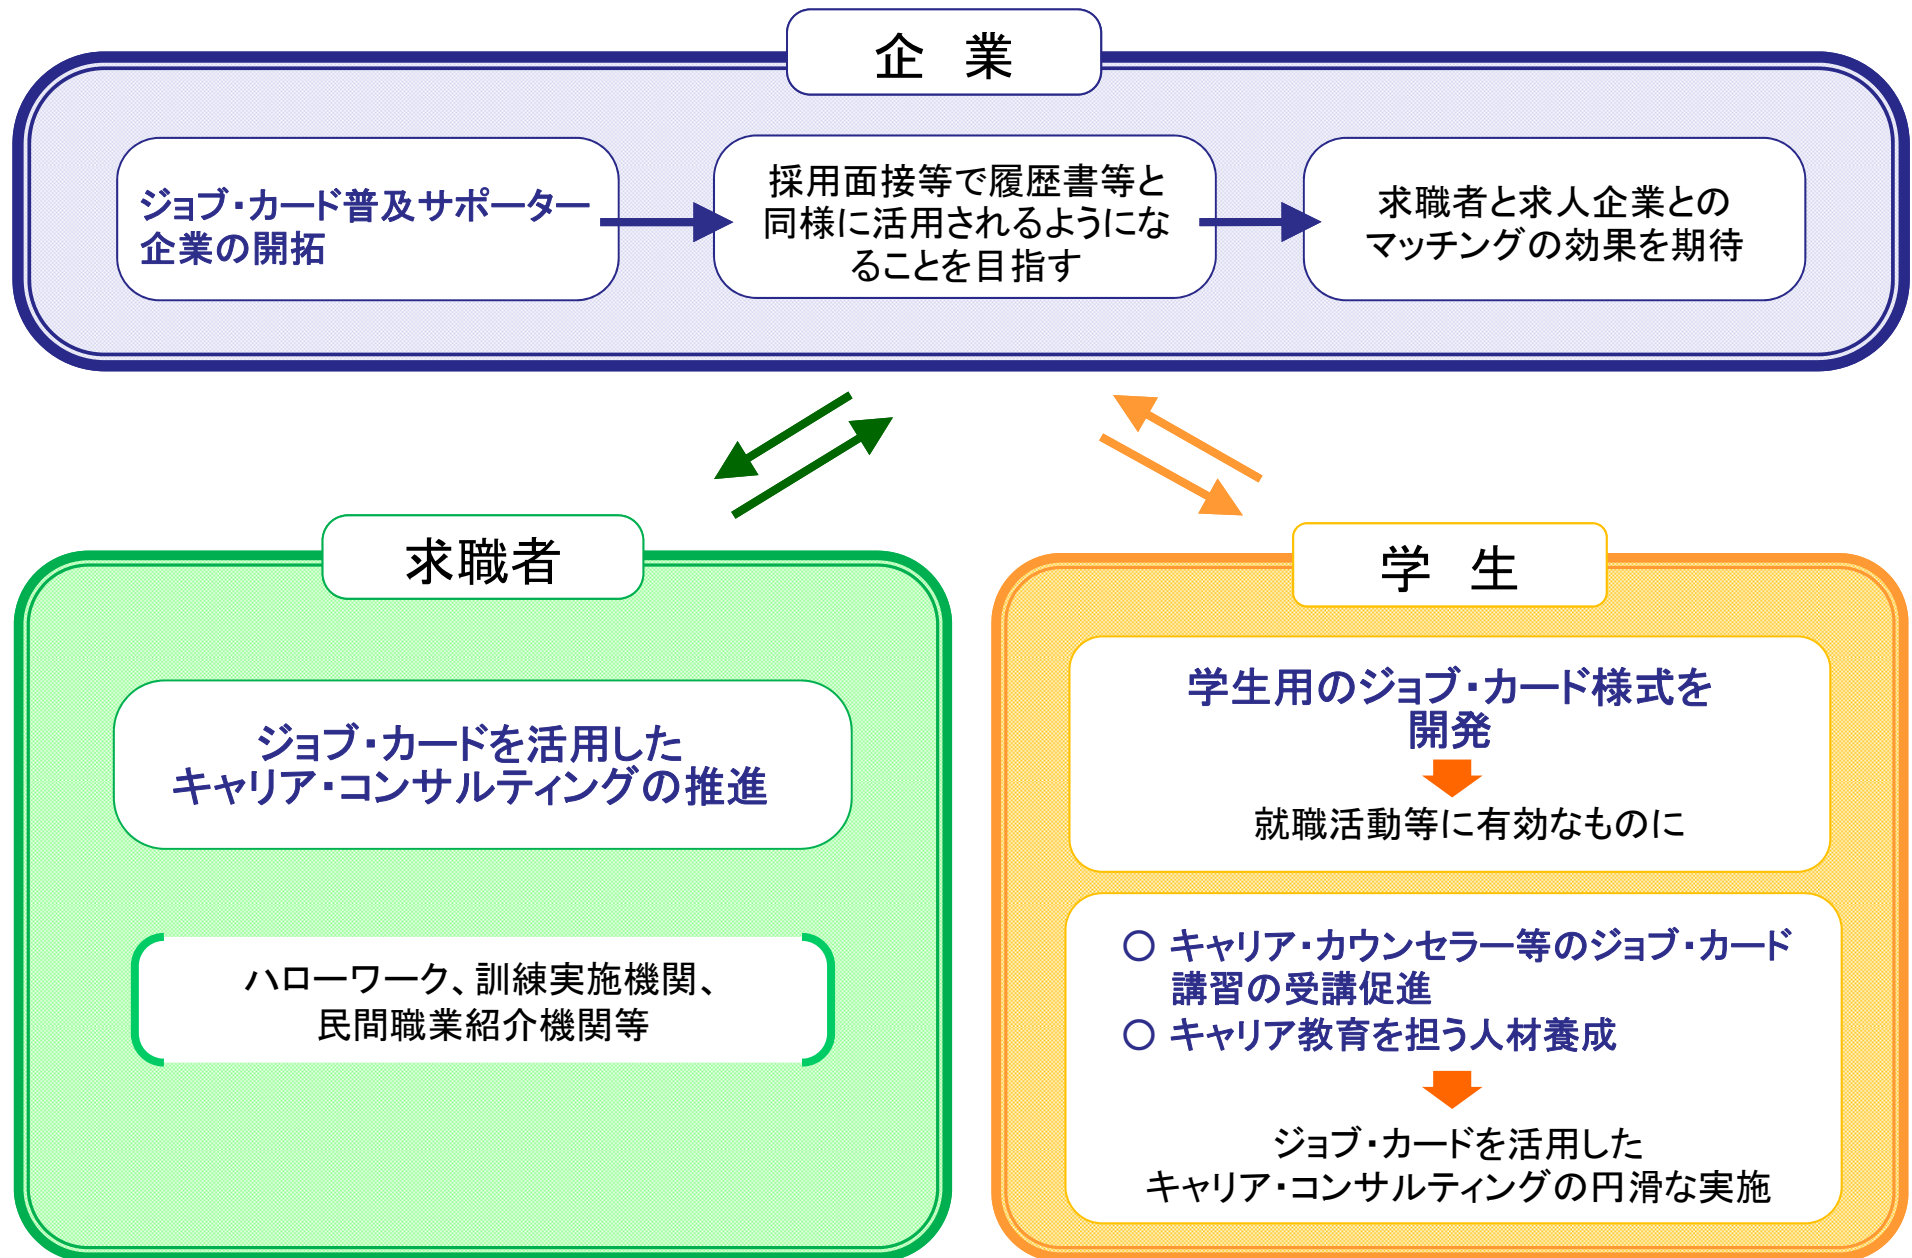 企　業
ジョブ・カード普及サポーター
企業の開拓
採用面接等で履歴書等と
同様に活用されるようにな
ることを目指す
求職者と求人企業との
マッチングの効果を期待
求職者
ジョブ・カードを活用した
キャリア・コンサルティングの推進
ハローワーク、訓練実施機関、
民間職業紹介機関等
学　生
学生用のジョブ・カード様式を
開発
就職活動等に有効なものに
○ キャリア・カウンセラー等のジョブ・カード
講習の受講促進
○ キャリア教育を担う人材養成
ジョブ・カードを活用した
キャリア・コンサルティングの円滑な実施